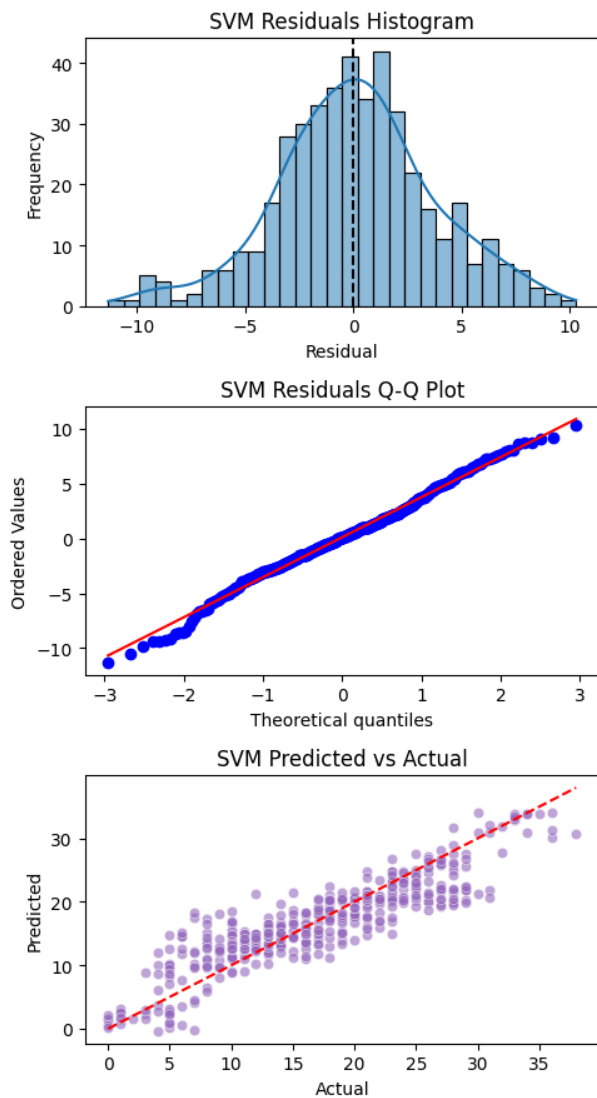 SVM Residuals Histogram
40
30
20
10
0
Frequency
−10 −5 0 5 10
Residual
SVM Residuals Q-Q Plot
10
5
0
−5
−10
Ordered Values
−3 −2 −1 0 1 2 3
Theoretical quantiles
SVM Predicted vs Actual
30
20
10
0
Predicted
0 5 10 15 20 25 30 35
Actual